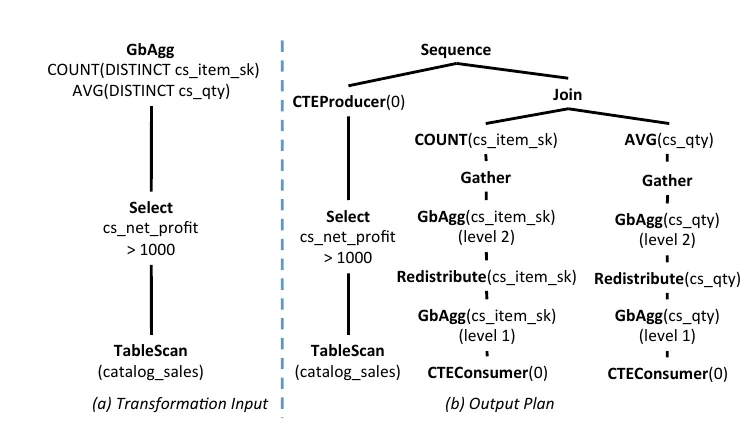 GbAgg
COUNT(DISTINCT cs_item_sk)
AVG(DISTINCT cs_qty)
Select
cs_net_profit
> 1000
TableScan
(catalog_sales)
(a) Transformation Input
Sequence
CTEProducer(0)
Select
cs_net_profit
> 1000
TableScan
(catalog_sales)
Join
COUNT(cs_item_sk)
Gather
GbAgg(cs_item_sk)
(level 2)
Redistribute(cs_item_sk)
GbAgg(cs_item_sk)
(level 1)
CTEConsumer(0)
AVG(cs_qty)
Gather
GbAgg(cs_qty)
(level 2)
Redistribute(cs_qty)
GbAgg(cs_qty)
(level 1)
CTEConsumer(0)
(b) Output Plan